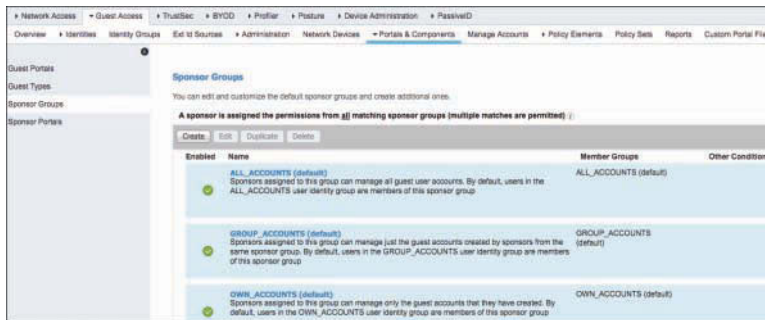 Network Access Guest Access TrustSec BYOD Profiler Posture Device Administration PassiveID
Overview Identities Identity Groups Ext Id Sources Administration Network Devices Portals & Components Manage Accounts Policy Elements Policy Sets Reports Custom Portal File
Guest Portals
Guest Types
Sponsor Groups
Sponsor Portals
Sponsor Groups
You can edit and customize the default sponsor groups and create additional ones.
A sponsor is assigned the permissions from all matching sponsor groups (multiple matches are permitted)
Create Edit Duplicate Delete
Enabled Name Member Groups Other Condition
ALL_ACCOUNTS (default) ALL_ACCOUNTS (default)
Sponsors assigned to this group can manage all guest user accounts. By default, users in the
ALL_ACCOUNTS user identity group are members of this sponsor group
GROUP_ACCOUNTS (default) GROUP_ACCOUNTS
Sponsors assigned to this group can manage just the guest accounts created by sponsors from the (default)
same sponsor group. By default, users in the GROUP_ACCOUNTS user identity group are members
of this sponsor group
OWN_ACCOUNTS (default) OWN_ACCOUNTS (default)
Sponsors assigned to this group can manage only the guest accounts that they have created. By
default, users in the OWN_ACCOUNTS user identity group are members of this sponsor group